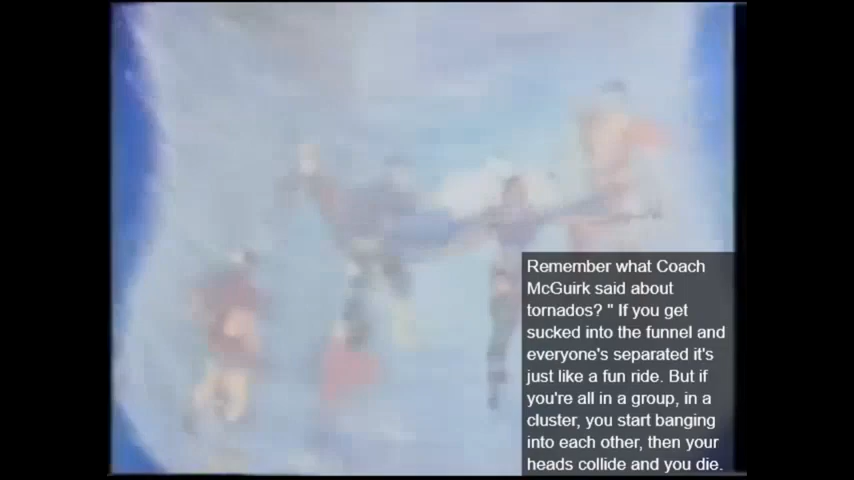 Remember what Coach
McGuirk said about
tornados? " If you get
sucked into the funnel and
everyone's separated it's
just like a fun ride. But if
you're all in a group, in a
cluster, you start banging
into each other, then your
heads collide and you die.